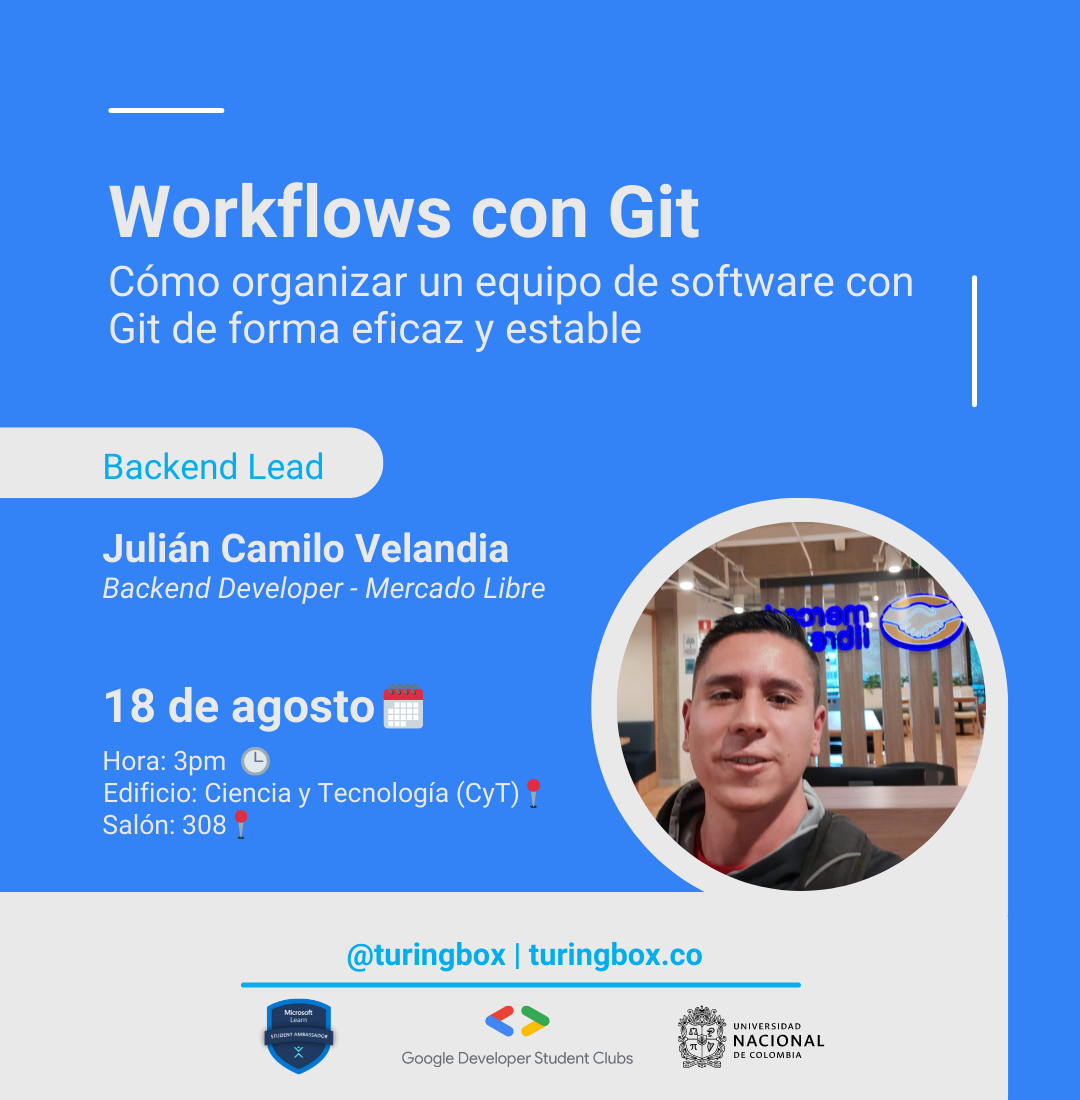 Workflows con Git
Cómo organizar un equipo de software con
Git de forma eficaz y estable
Backend Lead
Julián Camilo Velandia
Backend Developer - Mercado Libre
mercado
libre
18 de agosto
Hora: 3pm
Edificio: Ciencia y Tecnología (CyT)
Salón: 308
@turingbox | turingbox.co
Microsoft
Learn
STUDENT AMBASSADOR
Google Developer Student Clubs
UNIVERSIDAD
NACIONAL
DE COLOMBIA